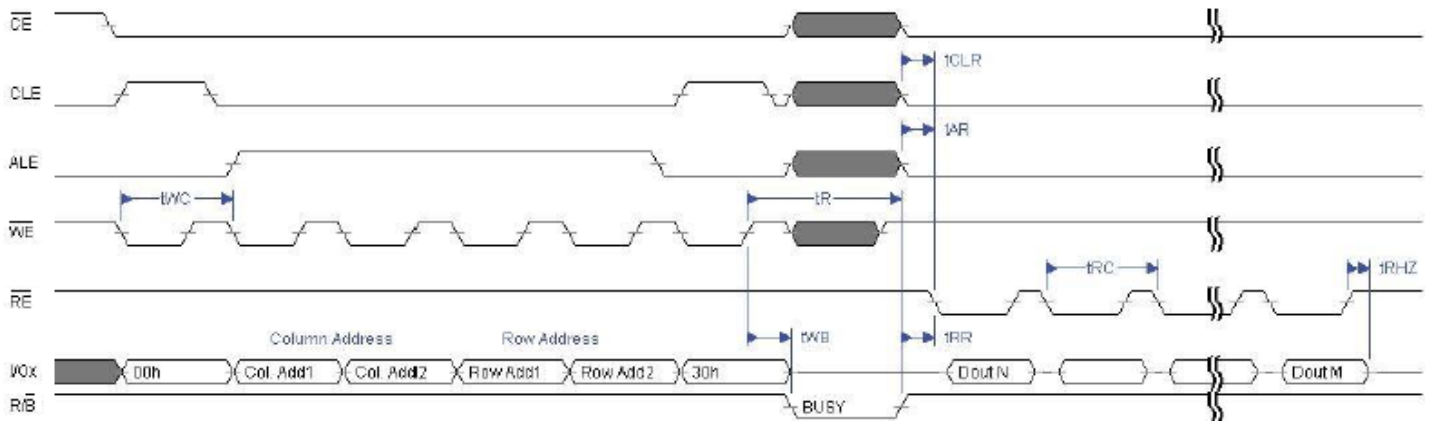 CE
tCLR
CLE
tAR
ALE
tWC
tR
WE
tRC
tRHZ
RE
Column Address Row Address tWB tRR
I/Ox 00h Col. Add1 Col. Add2 Row Add1 Row Add2 30h Dout N Dout M
R/B BUSY